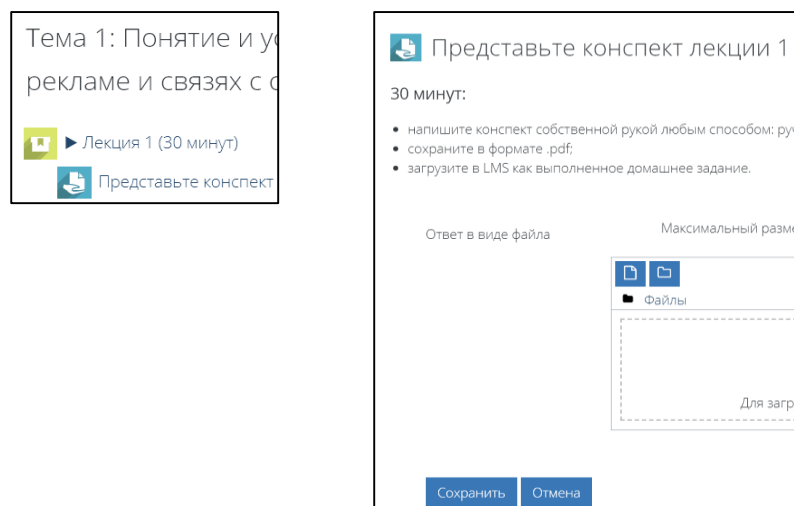 Тема 1: Понятие и
рекламе и связях с
▶ Лекция 1 (30 минут)
Представьте конспект
Представьте конспект лекции 1
30 минут:
• напишите конспект собственной рукой любым способом:
• сохраните в формате .pdf;
• загрузите в LMS как выполненное домашнее задание.
Ответ в виде файла
Максимальный
Файлы
Для
Сохранить
Отмена